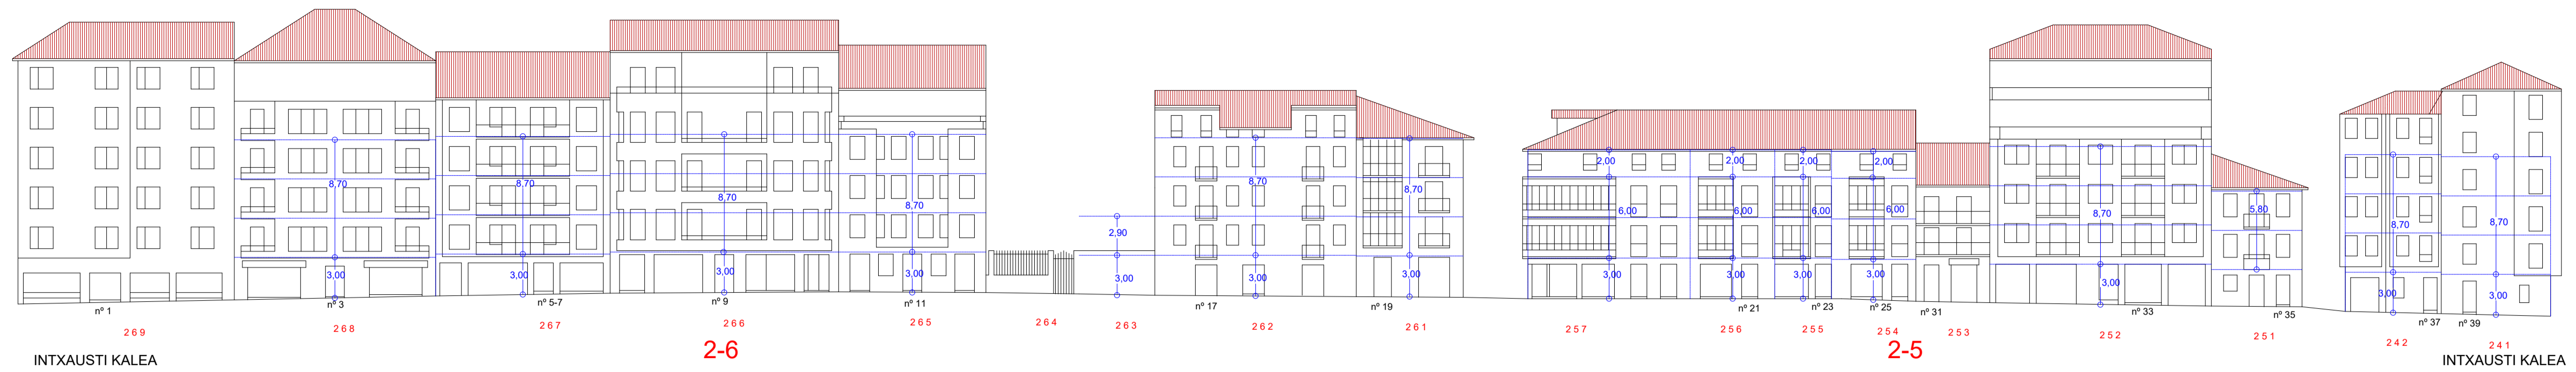 2,00 2,00 2,00 2,00
8,70 8,70 8,70 8,70 8,70 8,70 6,00 6,00 6,00 6,00 8,70 5,80 8,70 8,70
2,90
3,00 3,00 3,00 3,00 3,00 3,00 3,00 3,00 3,00 3,00 3,00 3,00 3,00 3,00
nº 1 nº 3 nº 5-7 nº 9 nº 11 nº 17 nº 19 nº 21 nº 23 nº 25 nº 31 nº 33 nº 35 nº 37 nº 39
269 268 267 266 265 264 263 262 261 257 256 255 254 253 252 251 242 241
2-6 2-5
INTXAUSTI KALEA INTXAUSTI KALEA